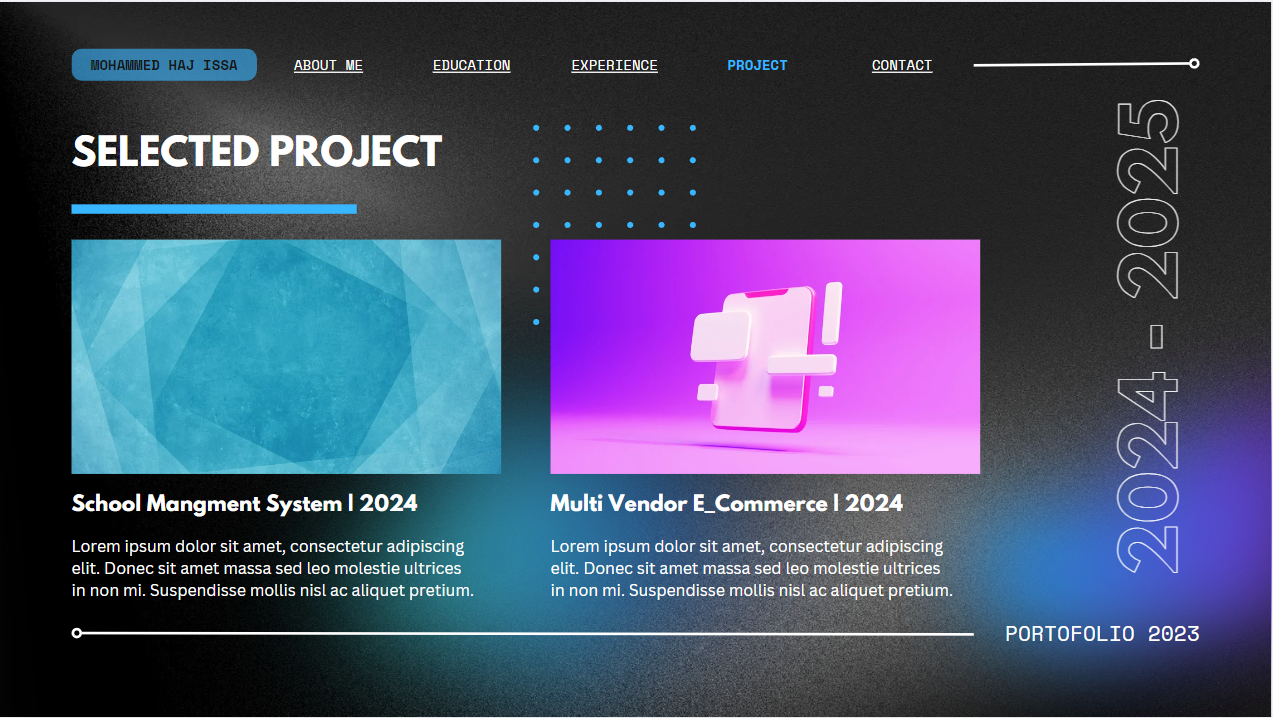 MOHAMMED HAJ ISSA
ABOUT ME
EDUCATION
EXPERIENCE
PROJECT
CONTACT
SELECTED PROJECT
2024 - 2025
School Mangment System | 2024
Lorem ipsum dolor sit amet, consectetur adipiscing
elit. Donec sit amet massa sed leo molestie ultrices
in non mi. Suspendisse mollis nisl ac aliquet pretium.
Multi Vendor E_Commerce | 2024
Lorem ipsum dolor sit amet, consectetur adipiscing
elit. Donec sit amet massa sed leo molestie ultrices
in non mi. Suspendisse mollis nisl ac aliquet pretium.
PORTOFOLIO 2023